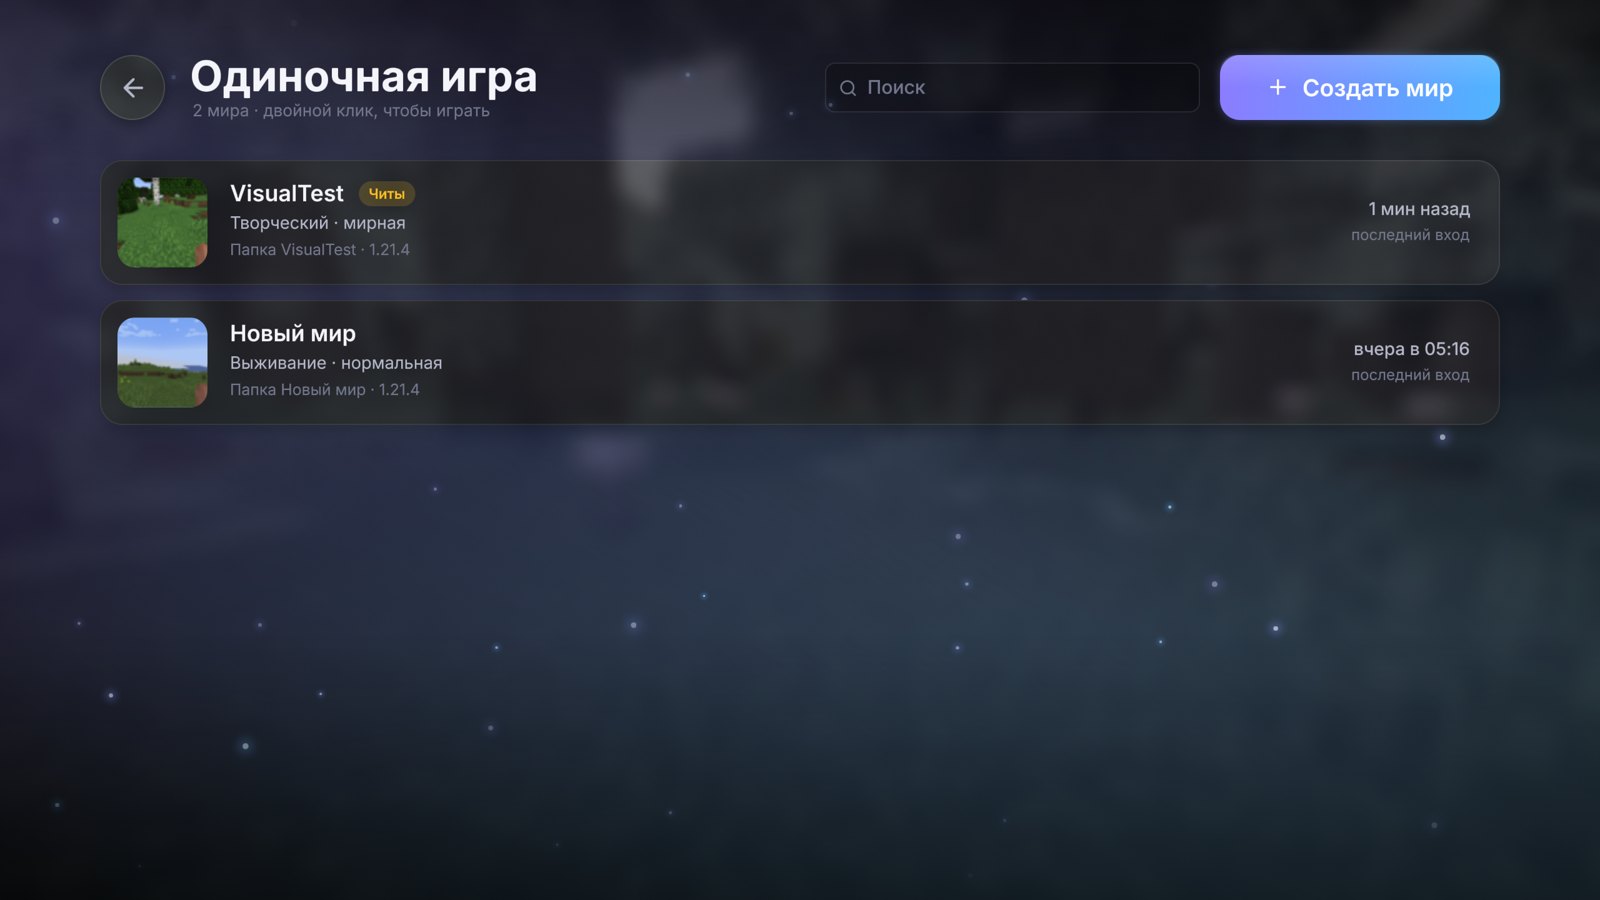 Одиночная игра
2 мира · двойной клик, чтобы играть
Поиск
+ Создать мир
VisualTest Читы
Творческий · мирная
Папка VisualTest · 1.21.4
1 мин назад
последний вход
Новый мир
Выживание · нормальная
Папка Новый мир · 1.21.4
вчера в 05:16
последний вход